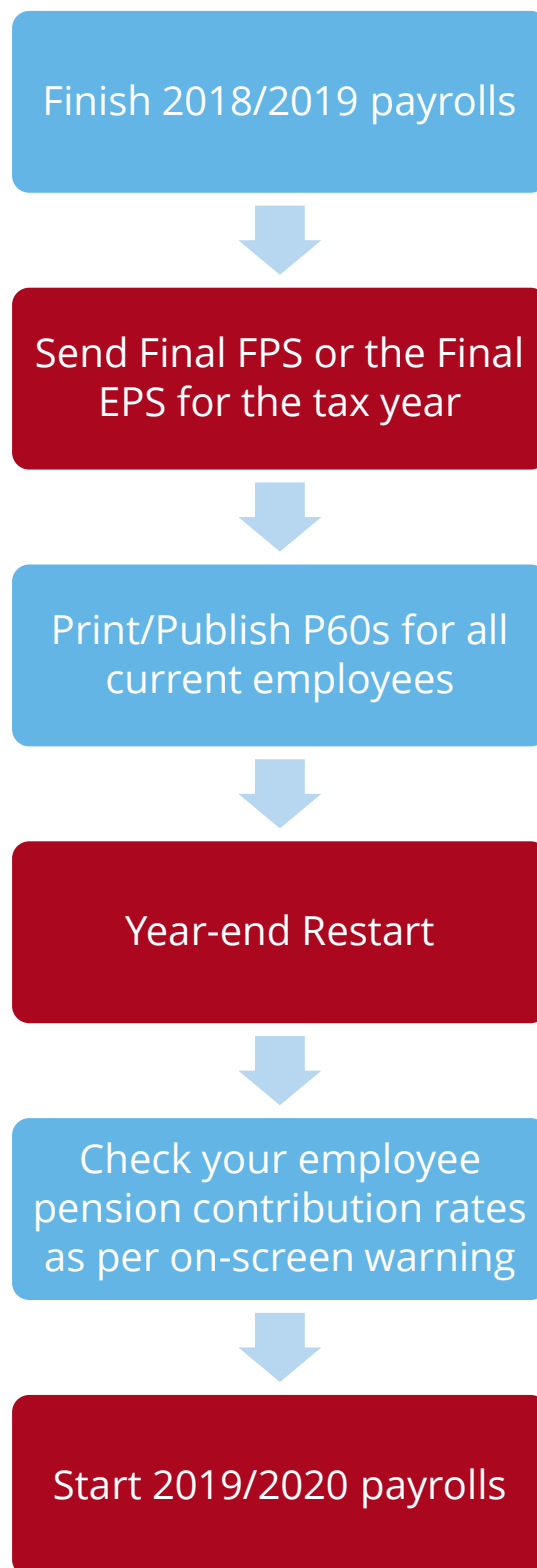 Finish 2018/2019 payrolls
Send Final FPS or the Final
EPS for the tax year
Print/Publish P60s for all
current employees
Year-end Restart
Check your employee
pension contribution rates
as per on-screen warning
Start 2019/2020 payrolls